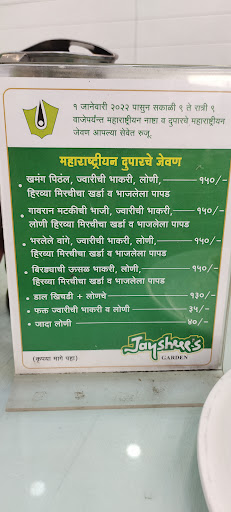 १ जानेवारी २०२२ पासुन सकाळी ९ ते रात्री ९
वाजेपर्यन्त महाराष्ट्रीयन नाष्टा व दुपारचे महाराष्ट्रीयन
जेवण आपल्या सेवेत रुजू.
महाराष्ट्रीयन दुपारचे जेवण
खमंग पिठलं, ज्वारीची भाकरी, लोणी, १५०/-
हिरव्या मिरचीचा खर्डा व भाजलेला पापड
गावरान मटकीची भाजी, ज्वारीची भाकरी, १५०/-
लोणी हिरव्या मिरचीचा खर्डा व भाजलेला पापड
भरलेले वांगे, ज्वारीची भाकरी, लोणी, १५०/-
हिरव्या मिरचीचा खर्डा व भाजलेला पापड
बिरड्याची ऊसळ भाकरी, लोणी, १५०/-
हिरव्या मिरचीचा खर्डा व भाजलेला पापड
डाल खिचडी + लोणचे १३०/-
फक्त ज्वारीची भाकरी व लोणी ३५/-
जादा लोणी ४०/-
Jayshree's
GARDEN
(कृपया मागे पहा)